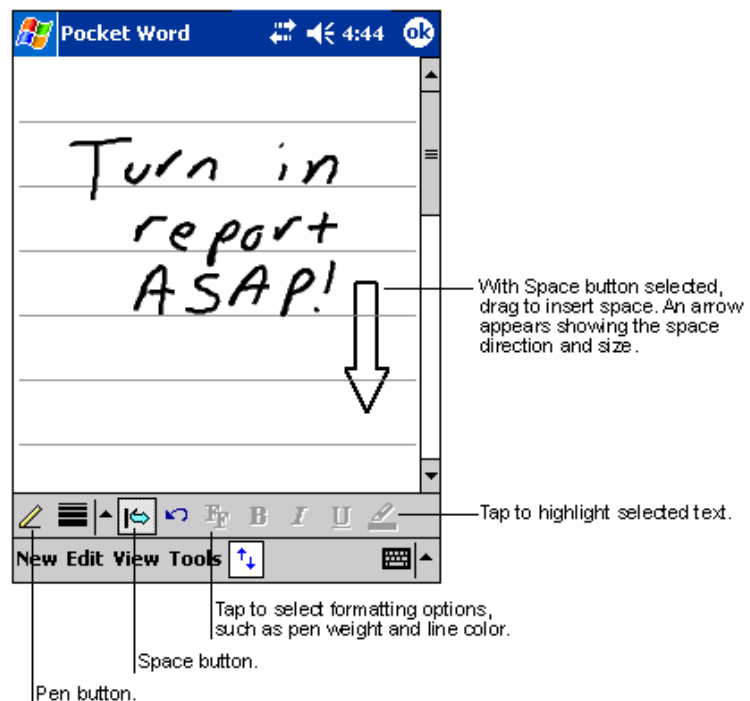 Pocket Word 4:44 ok
Turn in
report
ASAP!
With Space button selected,
drag to insert space. An arrow
appears showing the space
direction and size.
FF B I U
Tap to highlight selected text.
New Edit View Tools
Tap to select formatting options,
such as pen weight and line color.
Space button.
Pen button.